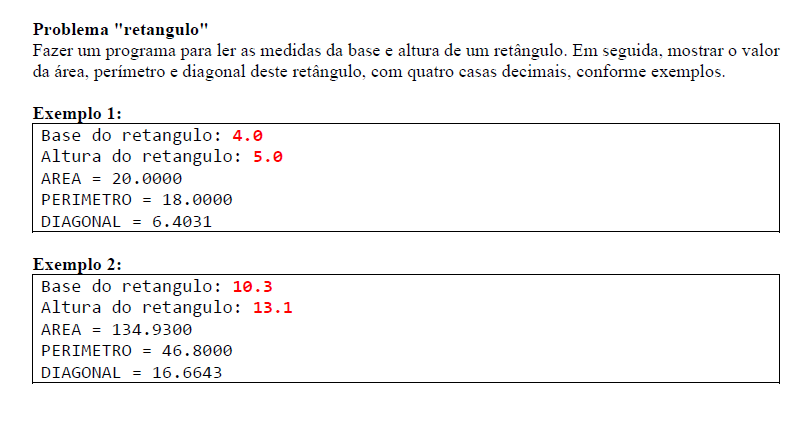 Problema "retangulo"
Fazer um programa para ler as medidas da base e altura de um retângulo. Em seguida, mostrar o valor
da área, perímetro e diagonal deste retângulo, com quatro casas decimais, conforme exemplos.
Exemplo 1:
Base do retangulo: 4.0
Altura do retangulo: 5.0
AREA = 20.0000
PERIMETRO = 18.0000
DIAGONAL = 6.4031
Exemplo 2:
Base do retangulo: 10.3
Altura do retangulo: 13.1
AREA = 134.9300
PERIMETRO = 46.8000
DIAGONAL = 16.6643